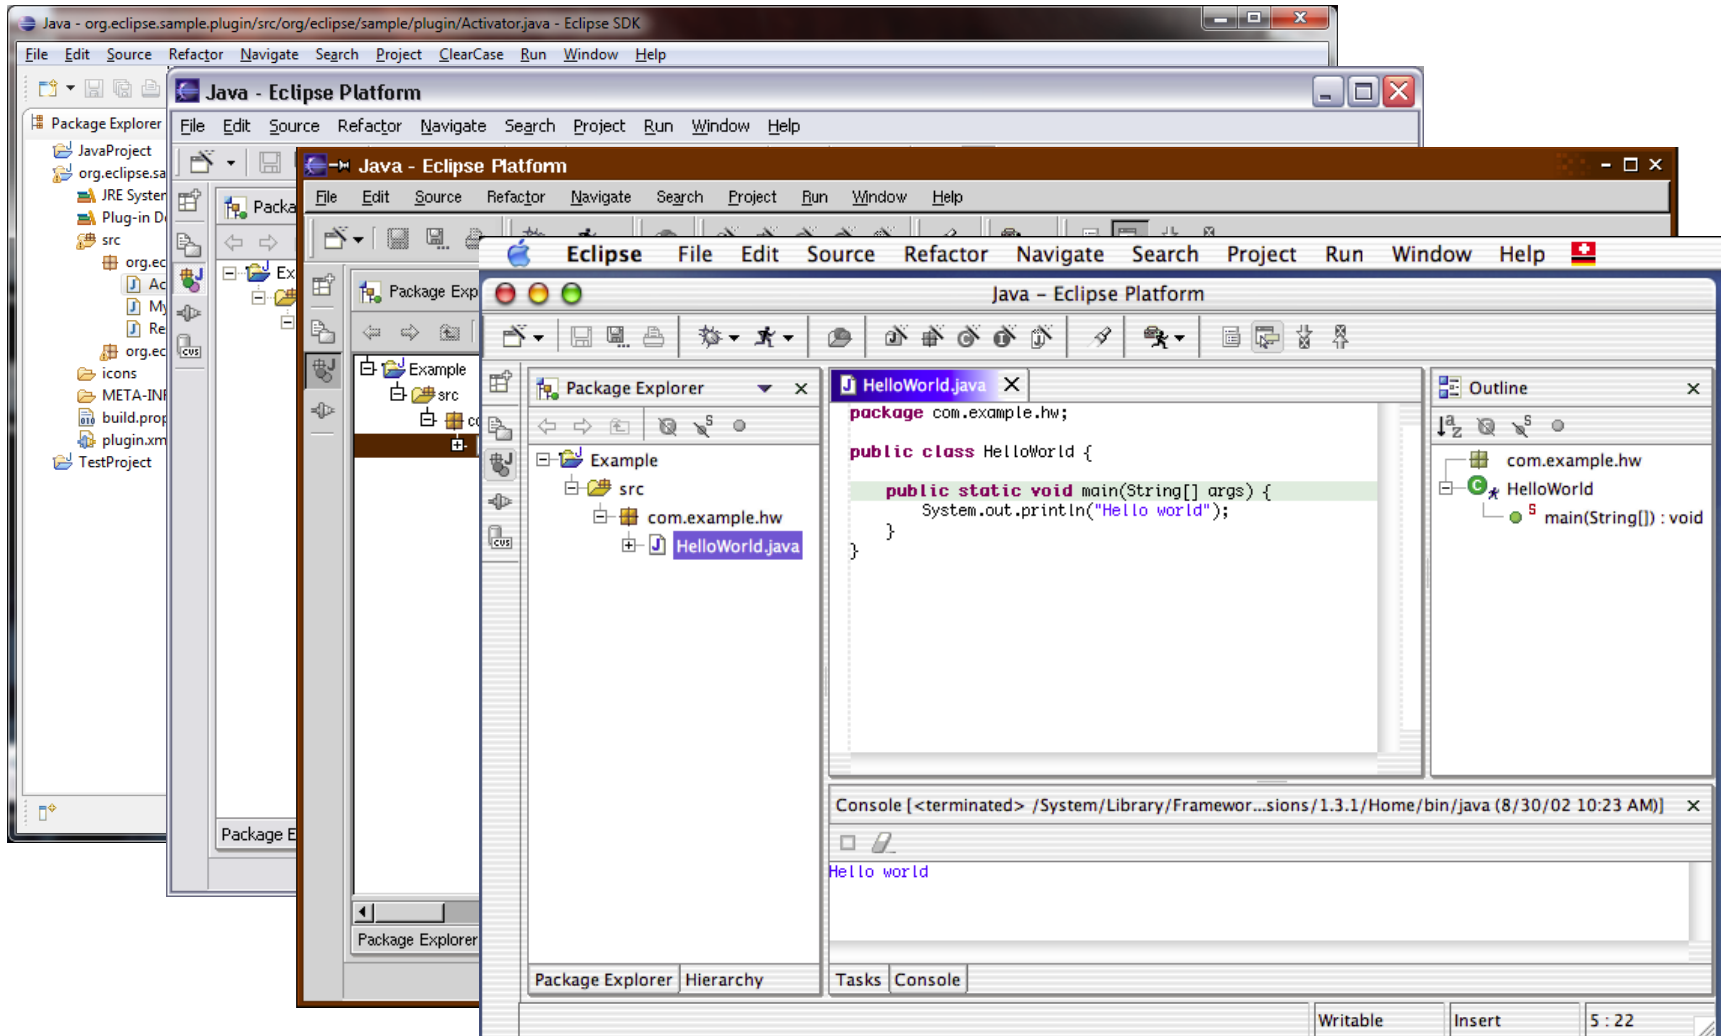 Java - org.eclipse.sample.plugin/src/org/eclipse/sample/plugin/Activator.java - Eclipse SDK
File Edit Source Refactor Navigate Search Project ClearCase Run Window Help
Package Explorer
JavaProject
org.eclipse.sa
JRE System
Plug-in D
src
org.ec
Ac
My
Re
org.ec
icons
META-INF
build.prop
plugin.xm
TestProject
Java - Eclipse Platform
File Edit Source Refactor Navigate Search Project Run Window Help
Packa
Ex
cvs
Package E
Java - Eclipse Platform
File Edit Source Refactor Navigate Search Project Run Window Help
Package Exp
Example
src
co
Package Explorer
Eclipse File Edit Source Refactor Navigate Search Project Run Window Help
Java – Eclipse Platform
Package Explorer
Example
src
com.example.hw
HelloWorld.java
cvs
Package Explorer Hierarchy
HelloWorld.java
package com.example.hw;
public class HelloWorld {
public static void main(String[] args) {
System.out.println("Hello world");
}
}
Outline
com.example.hw
HelloWorld
main(String[]) : void
Console [<terminated> /System/Library/Framewor...sions/1.3.1/Home/bin/java (8/30/02 10:23 AM)]
Hello world
Tasks Console
Writable Insert 5 : 22